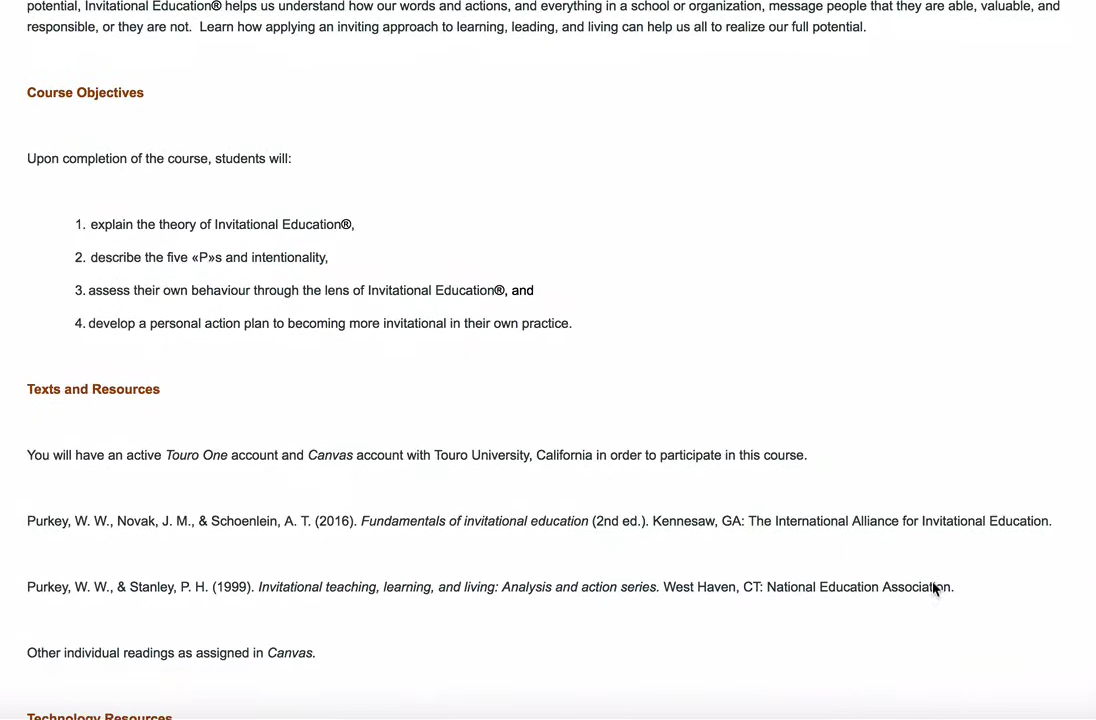 potential, Invitational Education® helps us understand how our words and actions, and everything in a school or organization, message people that they are able, valuable, and
responsible, or they are not.  Learn how applying an inviting approach to learning, leading, and living can help us all to realize our full potential.
Course Objectives
Upon completion of the course, students will:
1. explain the theory of Invitational Education®,
2. describe the five «P»s and intentionality,
3. assess their own behaviour through the lens of Invitational Education®, and
4. develop a personal action plan to becoming more invitational in their own practice.
Texts and Resources
You will have an active Touro One account and Canvas account with Touro University, California in order to participate in this course.
Purkey, W. W., Novak, J. M., & Schoenlein, A. T. (2016). Fundamentals of invitational education (2nd ed.). Kennesaw, GA: The International Alliance for Invitational Education.
Purkey, W. W., & Stanley, P. H. (1999). Invitational teaching, learning, and living: Analysis and action series. West Haven, CT: National Education Association.
Other individual readings as assigned in Canvas.
Technology Resources